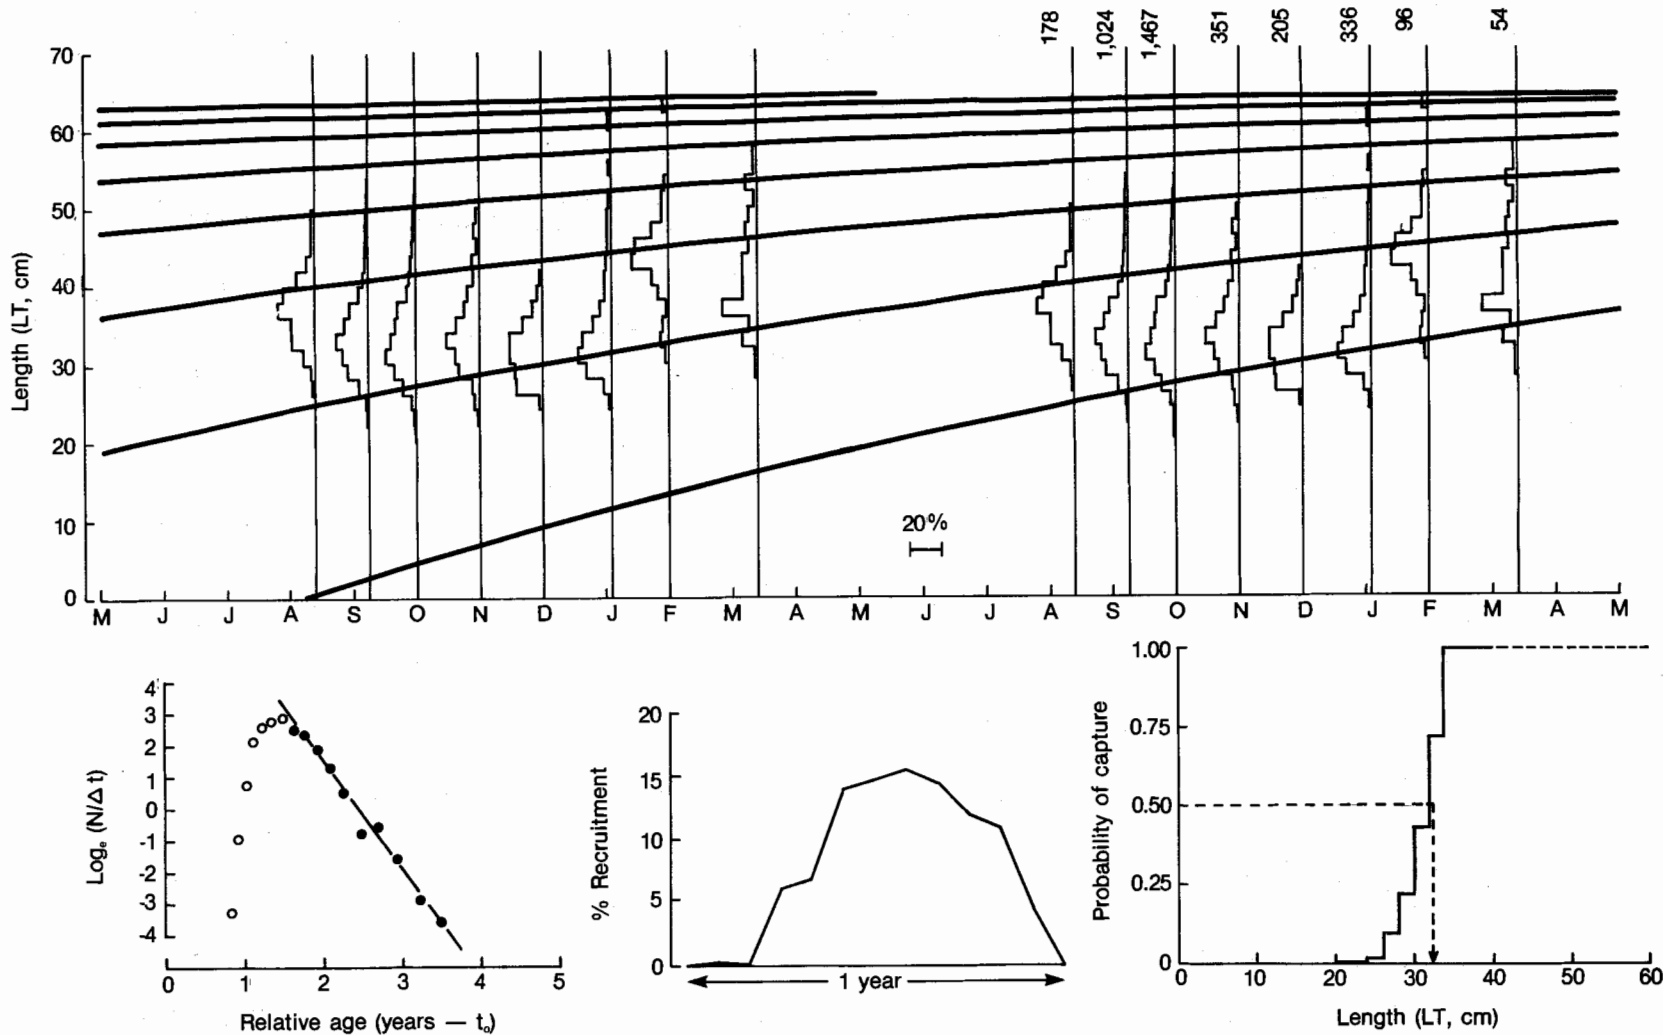 178 1,024 1,467 351 205 336 96 54
70
60
50
40
30
20
10
0
Length (LT, cm)
20%
M J J A S O N D J F M A M J J A S O N D J F M A M
4
3
2
1
0
-1
-2
-3
-4
Logₑ (N/Δ t)
0 1 2 3 4 5
Relative age (years — tₒ)
20
15
10
5
0
% Recruitment
1 year
1.00
0.75
0.50
0.25
0
Probability of capture
0 10 20 30 40 50 60
Length (LT, cm)